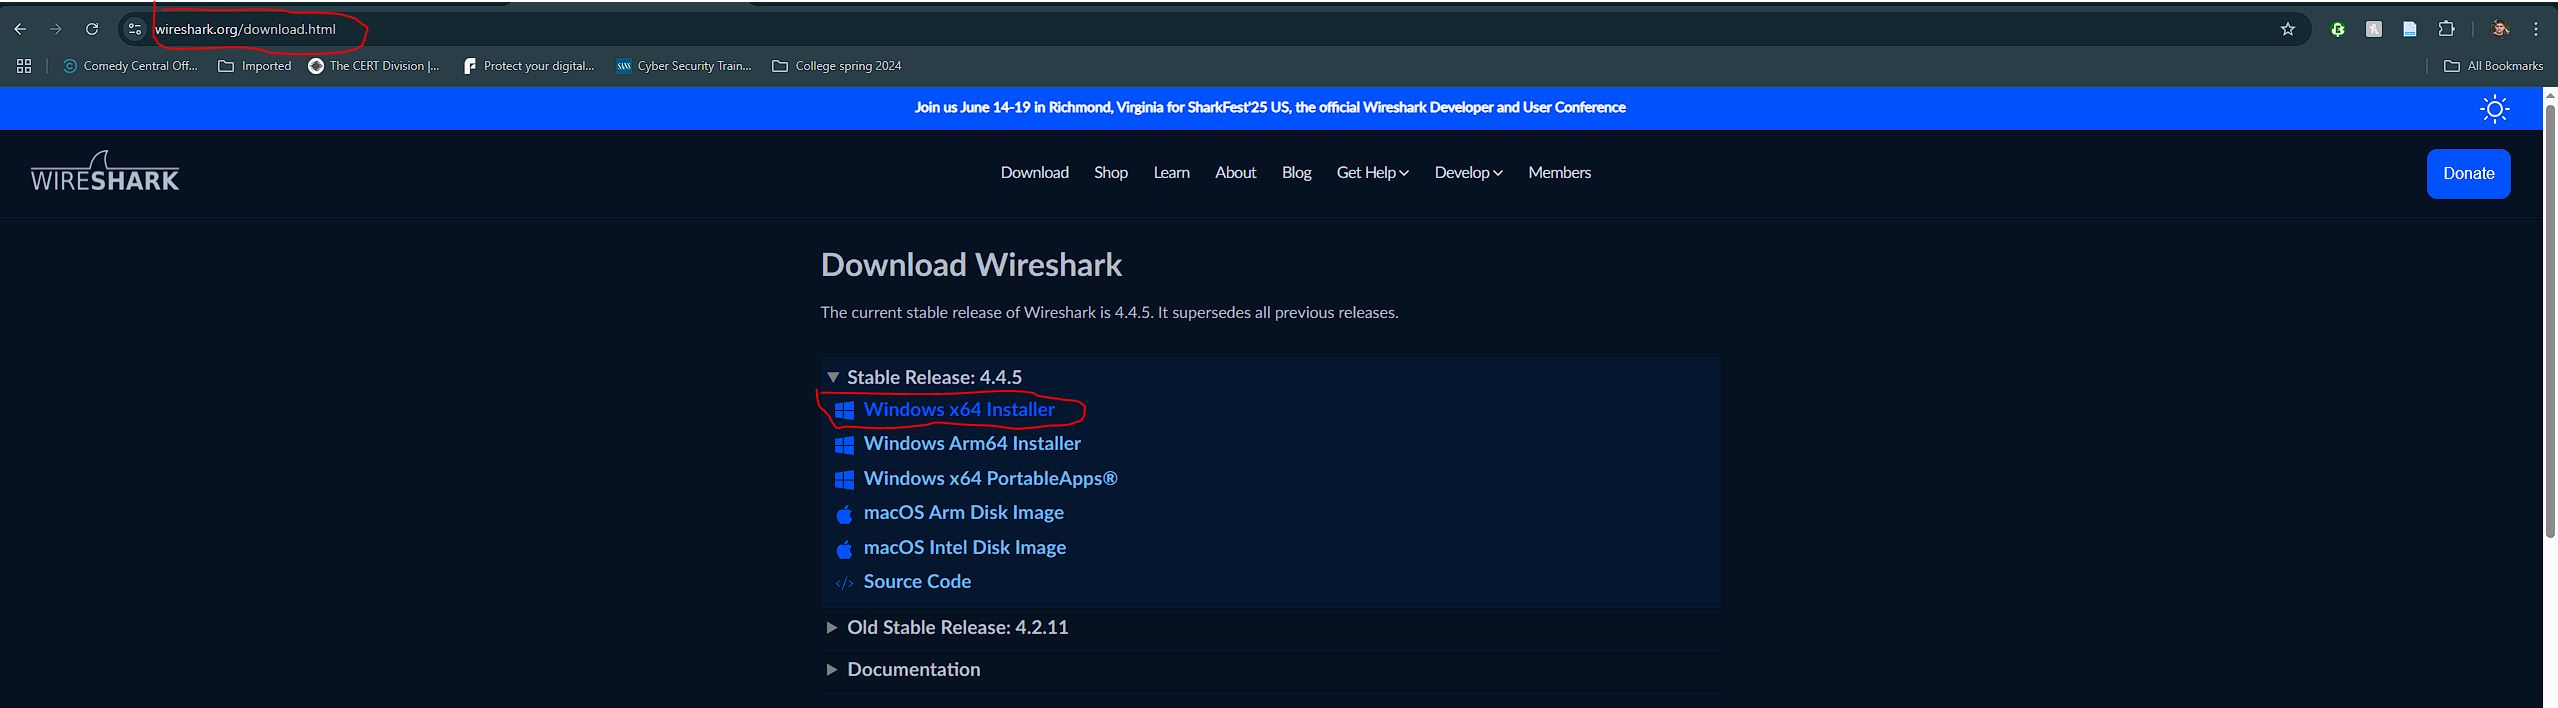 wireshark.org/download.html
Comedy Central Off... Imported The CERT Division |... Protect your digital... SANS Cyber Security Train... College spring 2024 All Bookmarks
Join us June 14-19 in Richmond, Virginia for SharkFest'25 US, the official Wireshark Developer and User Conference
WIRESHARK Download Shop Learn About Blog Get Help Develop Members Donate
Download Wireshark
The current stable release of Wireshark is 4.4.5. It supersedes all previous releases.
Stable Release: 4.4.5
Windows x64 Installer
Windows Arm64 Installer
Windows x64 PortableApps®
macOS Arm Disk Image
macOS Intel Disk Image
</> Source Code
Old Stable Release: 4.2.11
Documentation